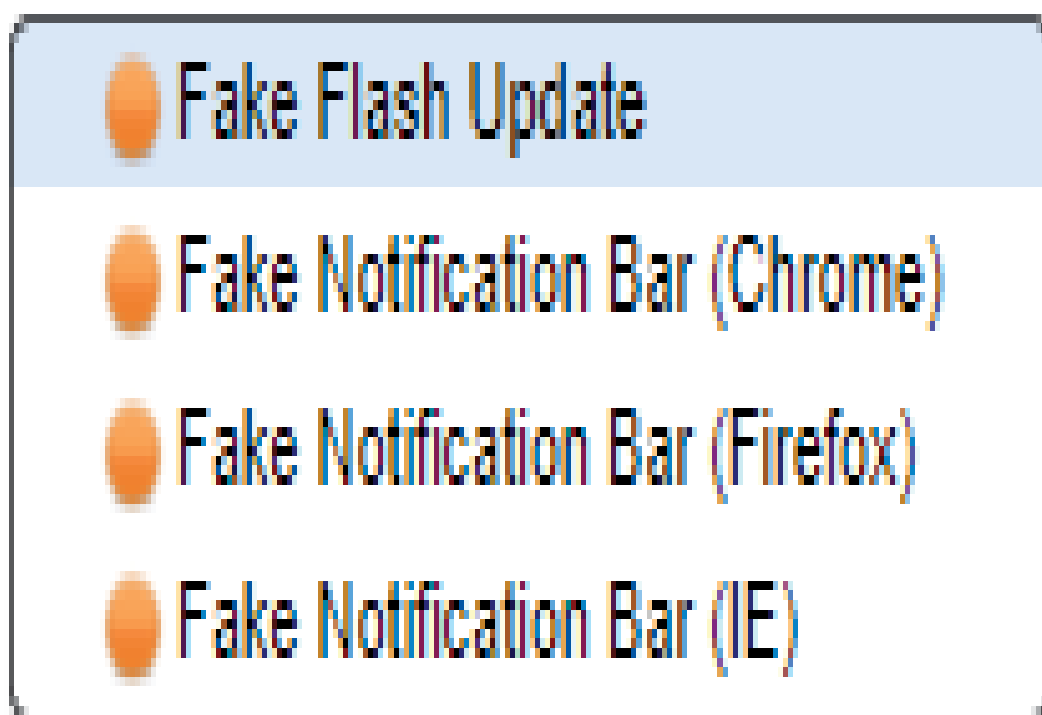 Fake Flash Update
Fake Notification Bar (Chrome)
Fake Notification Bar (Firefox)
Fake Notification Bar (IE)